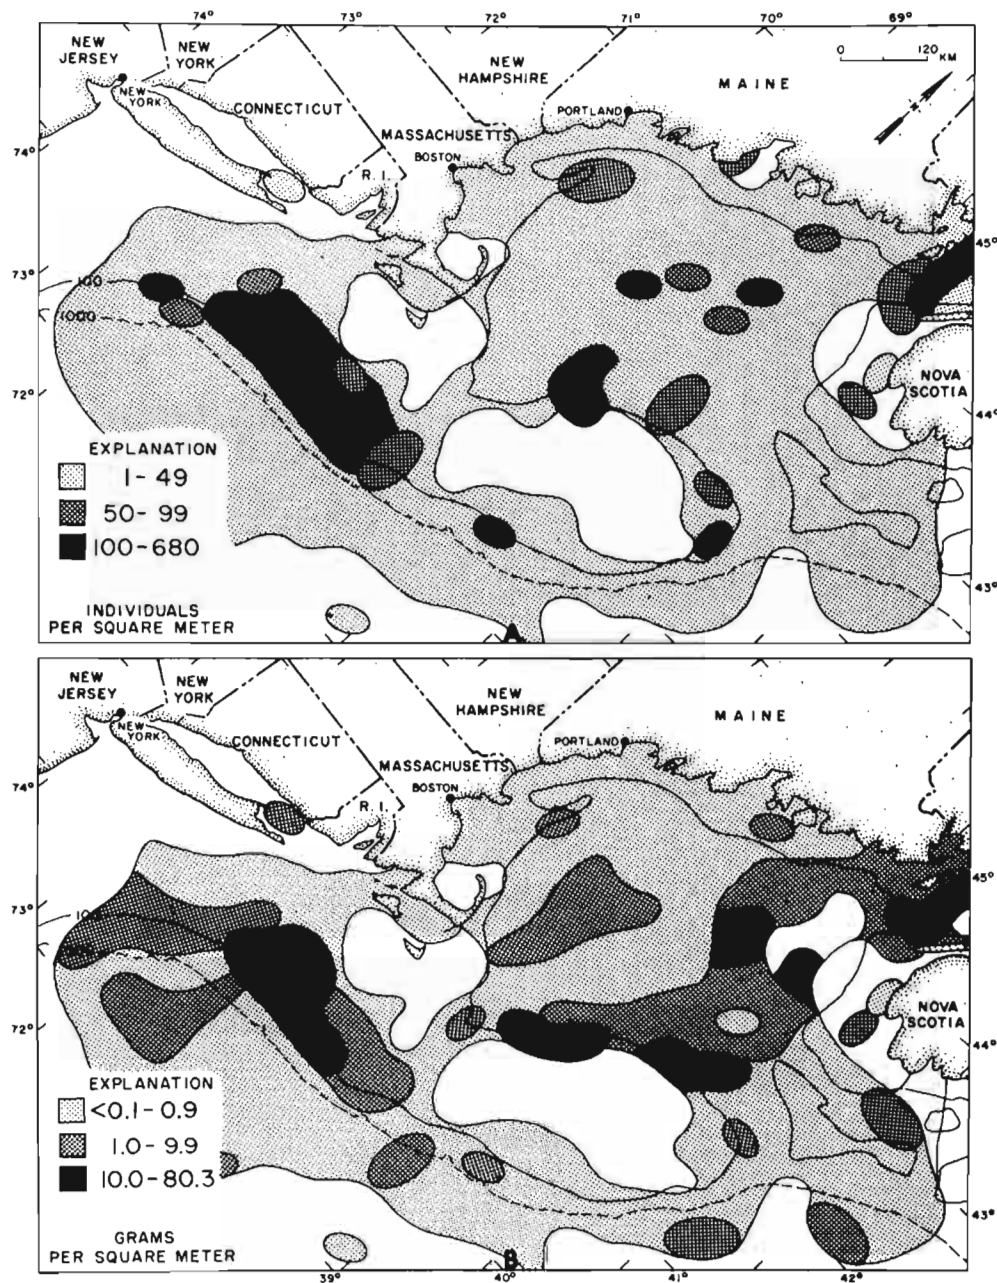 74° 73° 72° 71° 70° 69°
NEW
JERSEY
NEW
YORK
NEW
YORK
CONNECTICUT
NEW
HAMPSHIRE
MASSACHUSETTS
BOSTON
R. I.
PORTLAND
MAINE
0 120
KM
74°
73°
100
1000
72°
45°
NOVA
SCOTIA
44°
43°
EXPLANATION
1-49
50-99
100-680
INDIVIDUALS
PER SQUARE METER
A
NEW
JERSEY
NEW
YORK
NEW
YORK
CONNECTICUT
NEW
HAMPSHIRE
MASSACHUSETTS
BOSTON
R. I.
PORTLAND
MAINE
74°
73°
72°
45°
NOVA
SCOTIA
44°
43°
EXPLANATION
<0.1-0.9
1.0-9.9
10.0-80.3
GRAMS
PER SQUARE METER
B
39° 40° 41° 42°